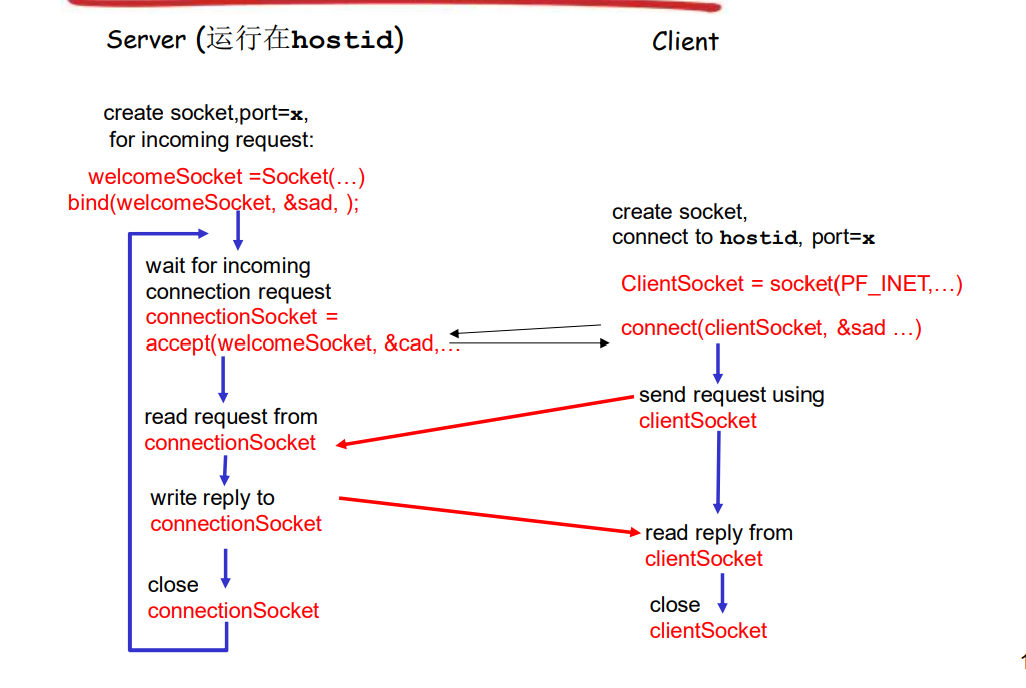 Server (运行在hostid)
Client
create socket,port=x,
for incoming request:
welcomeSocket =Socket(…)
bind(welcomeSocket, &sad, );
wait for incoming
connection request
connectionSocket =
accept(welcomeSocket, &cad,…
read request from
connectionSocket
write reply to
connectionSocket
close
connectionSocket
create socket,
connect to hostid, port=x
ClientSocket = socket(PF_INET,…)
connect(clientSocket, &sad …)
send request using
clientSocket
read reply from
clientSocket
close
clientSocket